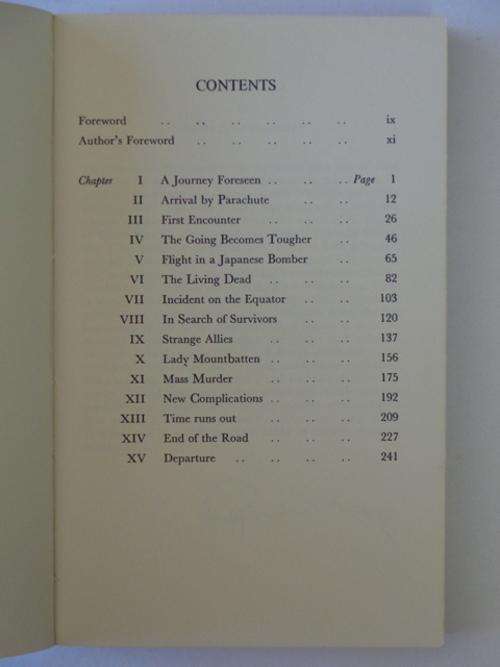 CONTENTS
Foreword .. .. .. .. .. .. ix
Author's Foreword .. .. .. .. .. xi
Chapter I A Journey Foreseen .. .. .. Page 1
II Arrival by Parachute .. .. 12
III First Encounter .. .. .. 26
IV The Going Becomes Tougher .. 46
V Flight in a Japanese Bomber .. 65
VI The Living Dead .. .. .. 82
VII Incident on the Equator .. .. 103
VIII In Search of Survivors .. .. 120
IX Strange Allies .. .. .. 137
X Lady Mountbatten .. .. .. 156
XI Mass Murder .. .. .. 175
XII New Complications .. .. .. 192
XIII Time runs out .. .. .. 209
XIV End of the Road .. .. .. 227
XV Departure .. .. .. .. 241